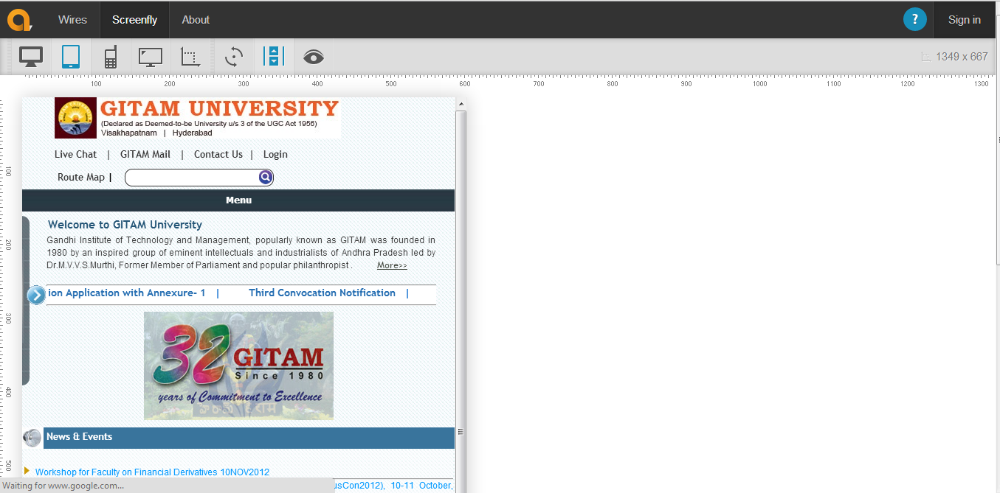 Wires Screenfly About ? Sign in
1349 x 667
100 200 300 400 500 600 700 800 900 1000 1100 1200 1300
GITAM UNIVERSITY
(Declared as Deemed-to-be University u/s 3 of the UGC Act 1956)
Visakhapatnam | Hyderabad
Live Chat | GITAM Mail | Contact Us | Login
100
Route Map |
Menu
Welcome to GITAM University
Gandhi Institute of Technology and Management, popularly known as GITAM was founded in
200
1980 by an inspired group of eminent intellectuals and industrialists of Andhra Pradesh led by
Dr.M.V.V.S.Murthi, Former Member of Parliament and popular philanthropist . More>>
ion Application with Annexure- 1 | Third Convocation Notification |
300
32 GITAM
Since 1980
400
years of Commitment to Excellence
News & Events
500
Workshop for Faculty on Financial Derivatives 10NOV2012
Waiting for www.google.com...
usCon2012), 10-11 October,